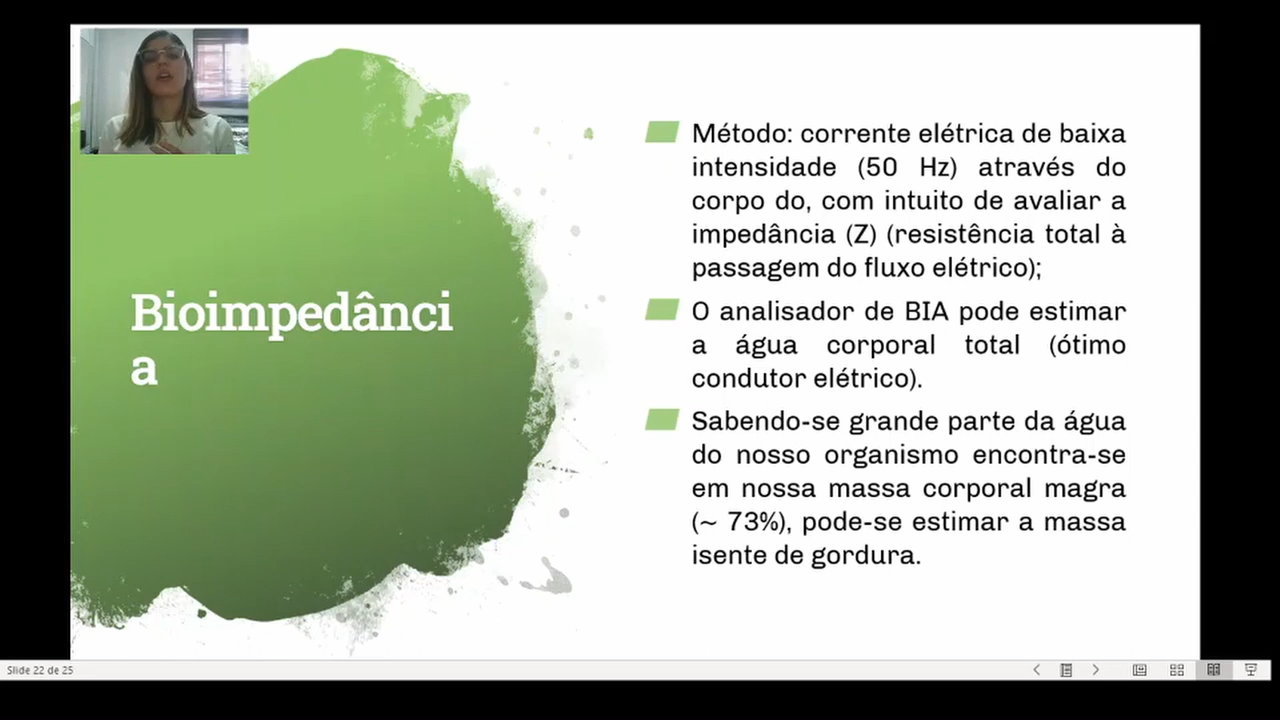 Bioimpedânci
a
Método: corrente elétrica de baixa
intensidade (50 Hz) através do
corpo do, com intuito de avaliar a
impedância (Z) (resistência total à
passagem do fluxo elétrico);
O analisador de BIA pode estimar
a água corporal total (ótimo
condutor elétrico).
Sabendo-se grande parte da água
do nosso organismo encontra-se
em nossa massa corporal magra
(~ 73%), pode-se estimar a massa
isente de gordura.
Slide 22 de 25